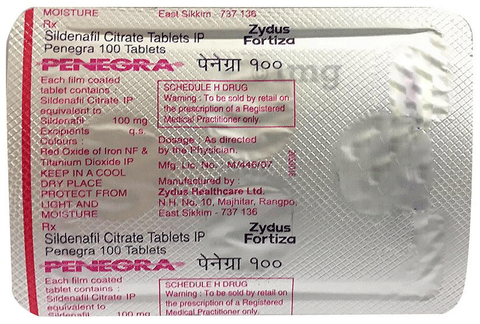 MOISTURE
East Sikkim - 737 136
Rx
Sildenafil Citrate Tablets IP
Penegra 100 Tablets
Zydus
Fortiza
PENEGRA® पेनेग्रा १००
Each film coated
tablet contains :
Sildenafil Citrate IP
equivalent to
Sildenafil 100 mg
Excipients q.s.
Colours :
Red Oxide of Iron NF &
Titanium Dioxide IP
KEEP IN A COOL
DRY PLACE
PROTECT FROM
LIGHT AND
MOISTURE
SCHEDULE H DRUG
Warning : To be sold by retail on
the prescription of a Registered
Medical Practitioner only.
Dosage : As directed
by the Physician.
Mfg. Lic. No. : M/446/07
Manufactured by :
Zydus Healthcare Ltd.
N.H. No. 10, Majhitar, Rangpo,
East Sikkim - 737 136
Rx
Sildenafil Citrate Tablets IP
Penegra 100 Tablets
Zydus
Fortiza
PENEGRA® पेनेग्रा १००
Each film coated
tablet contains :
Sildenafil Citrate IP
equivalent to
Sildenafil 100 mg
SCHEDULE H DRUG
Warning : To be sold by retail on
the prescription of a Registered
Medical Practitioner only.